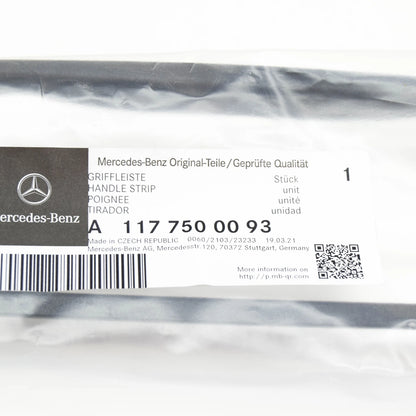 Mercedes-Benz Original-Teile/Geprüfte Qualität
1
GRIFFLEISTE Stück
HANDLE STRIP unit
POIGNEE unité
TIRADOR unidad
ercedes-Benz
A 117 750 00 93
Made in CZECH REPUBLIC 0060/2103/23233 19.03.21
Mercedes-Benz AG, Mercedesstr.120, 70372 Stuttgart, Germany
More information on
http://p.mb-qr.com